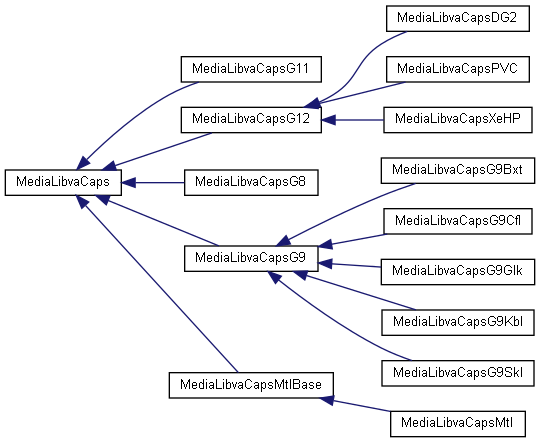 MediaLibvaCapsDG2
MediaLibvaCapsG11
MediaLibvaCapsPVC
MediaLibvaCapsG12
MediaLibvaCapsXeHP
MediaLibvaCaps
MediaLibvaCapsG8
MediaLibvaCapsG9Bxt
MediaLibvaCapsG9Cfl
MediaLibvaCapsG9
MediaLibvaCapsG9Glk
MediaLibvaCapsG9Kbl
MediaLibvaCapsG9Skl
MediaLibvaCapsMtlBase
MediaLibvaCapsMtl